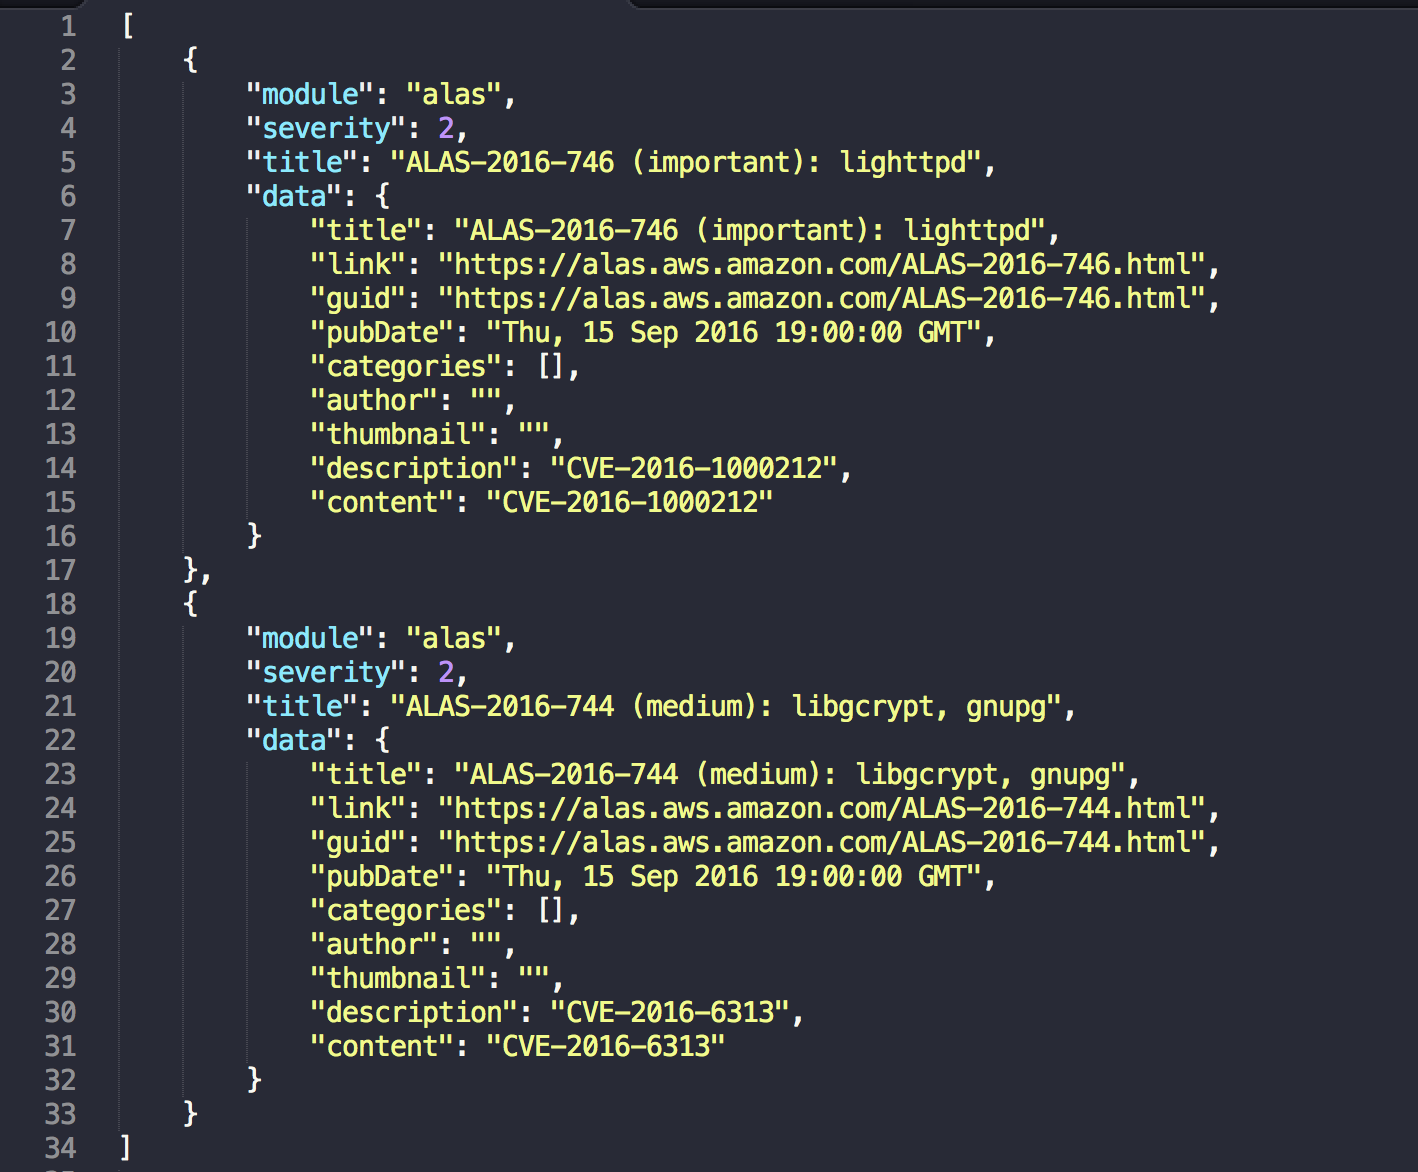 1 [
2     {
3         "module": "alas",
4         "severity": 2,
5         "title": "ALAS-2016-746 (important): lighttpd",
6         "data": {
7             "title": "ALAS-2016-746 (important): lighttpd",
8             "link": "https://alas.aws.amazon.com/ALAS-2016-746.html",
9             "guid": "https://alas.aws.amazon.com/ALAS-2016-746.html",
10             "pubDate": "Thu, 15 Sep 2016 19:00:00 GMT",
11             "categories": [],
12             "author": "",
13             "thumbnail": "",
14             "description": "CVE-2016-1000212",
15             "content": "CVE-2016-1000212"
16         }
17     },
18     {
19         "module": "alas",
20         "severity": 2,
21         "title": "ALAS-2016-744 (medium): libgcrypt, gnupg",
22         "data": {
23             "title": "ALAS-2016-744 (medium): libgcrypt, gnupg",
24             "link": "https://alas.aws.amazon.com/ALAS-2016-744.html",
25             "guid": "https://alas.aws.amazon.com/ALAS-2016-744.html",
26             "pubDate": "Thu, 15 Sep 2016 19:00:00 GMT",
27             "categories": [],
28             "author": "",
29             "thumbnail": "",
30             "description": "CVE-2016-6313",
31             "content": "CVE-2016-6313"
32         }
33     }
34 ]